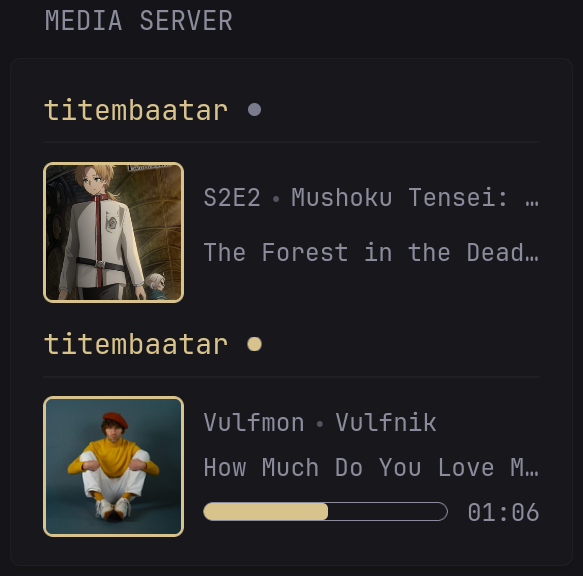 MEDIA SERVER
titembaatar
S2E2 • Mushoku Tensei: …
The Forest in the Dead…
titembaatar
Vulfmon • Vulfnik
How Much Do You Love M…
01:06